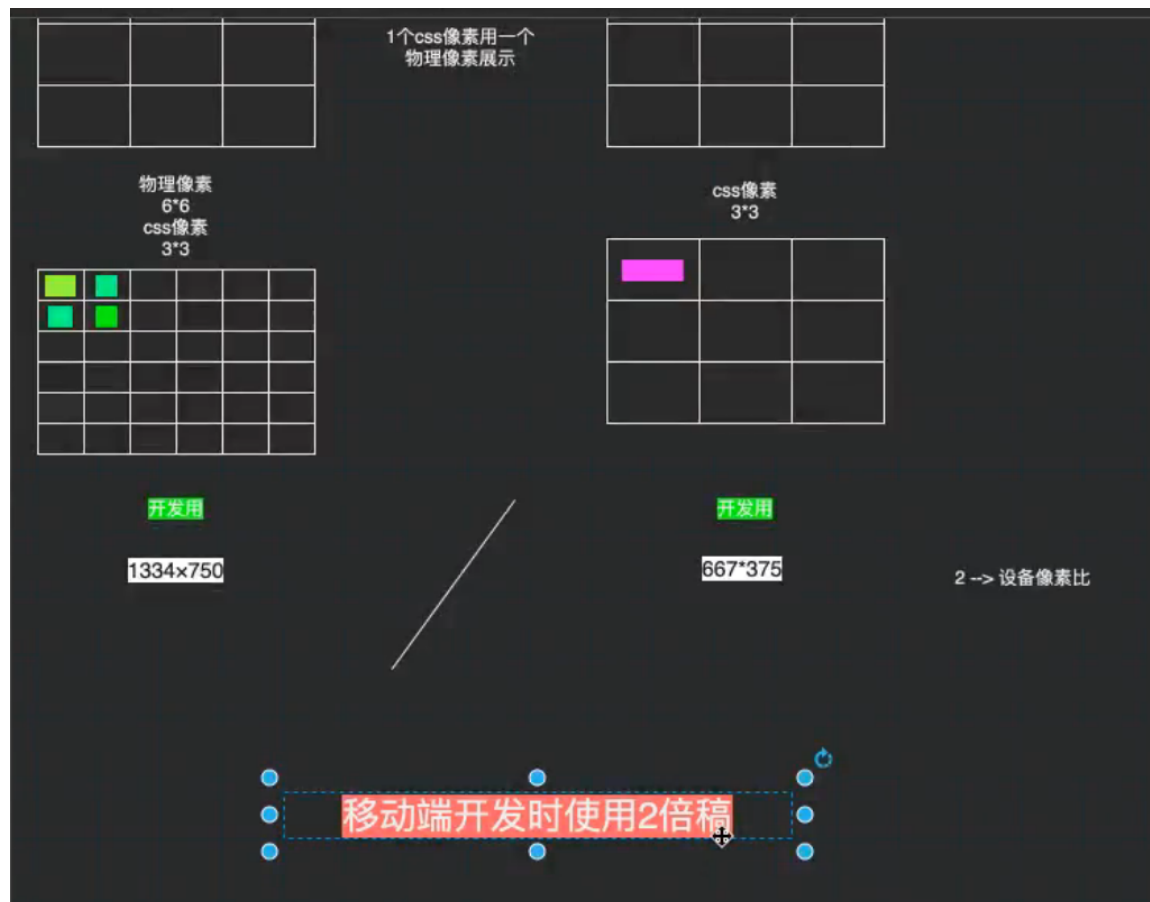 1个css像素用一个
物理像素展示
物理像素
6*6
css像素
3*3
css像素
3*3
开发用
开发用
1334×750
667*375
2 --> 设备像素比
移动端开发时使用2倍稿